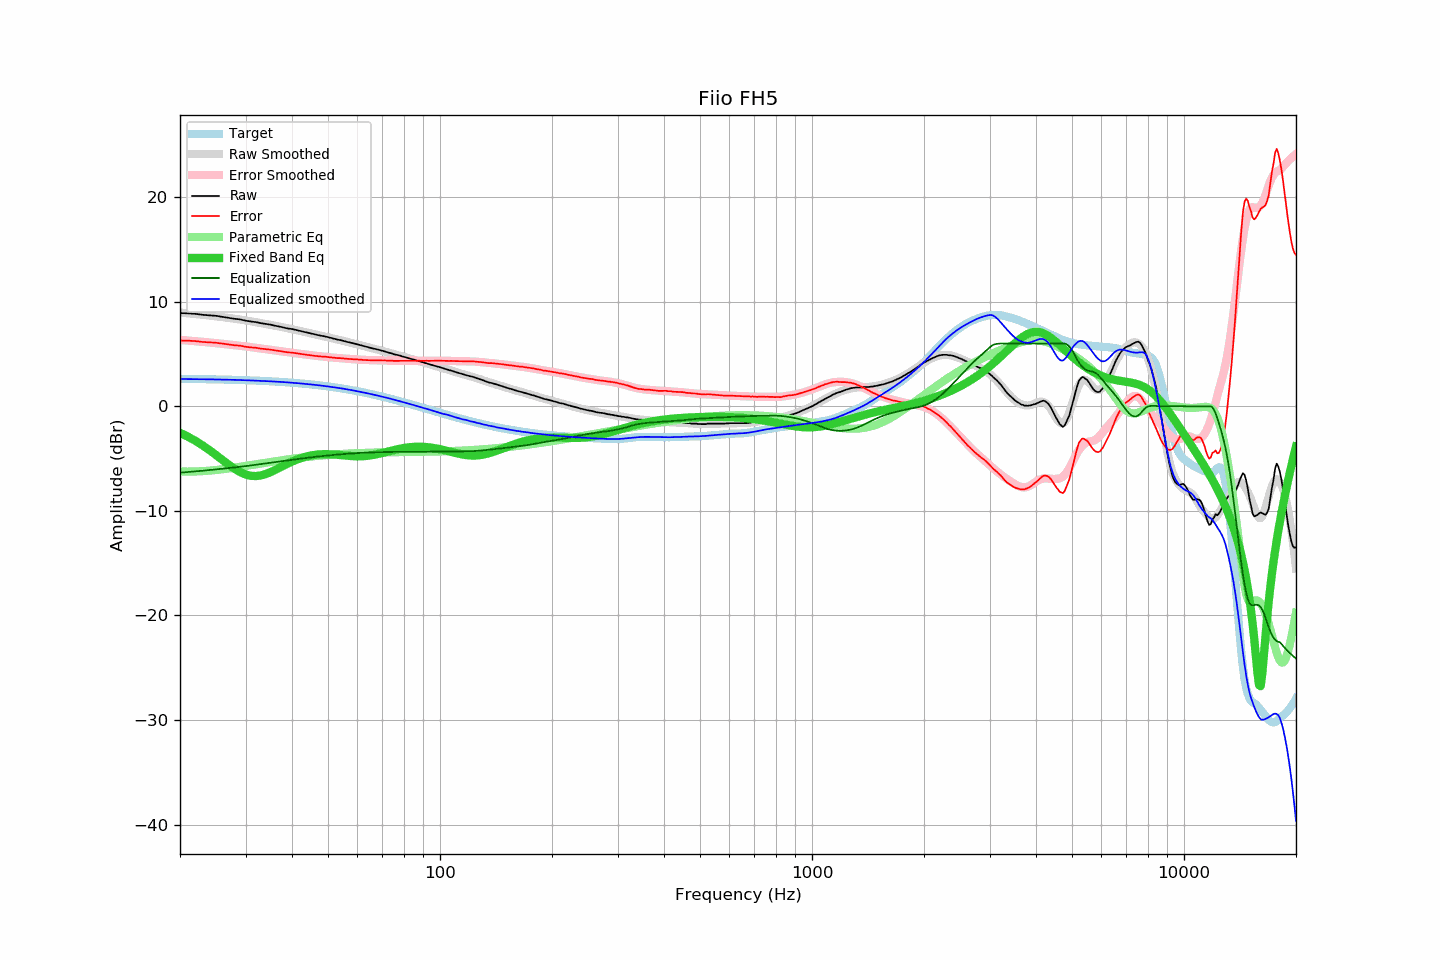 Fiio FH5
Target
Raw Smoothed
Error Smoothed
Raw
Error
Parametric Eq
Fixed Band Eq
Equalization
Equalized smoothed
20
10
0
−10
−20
−30
−40
Amplitude (dBr)
100
1000
10000
Frequency (Hz)